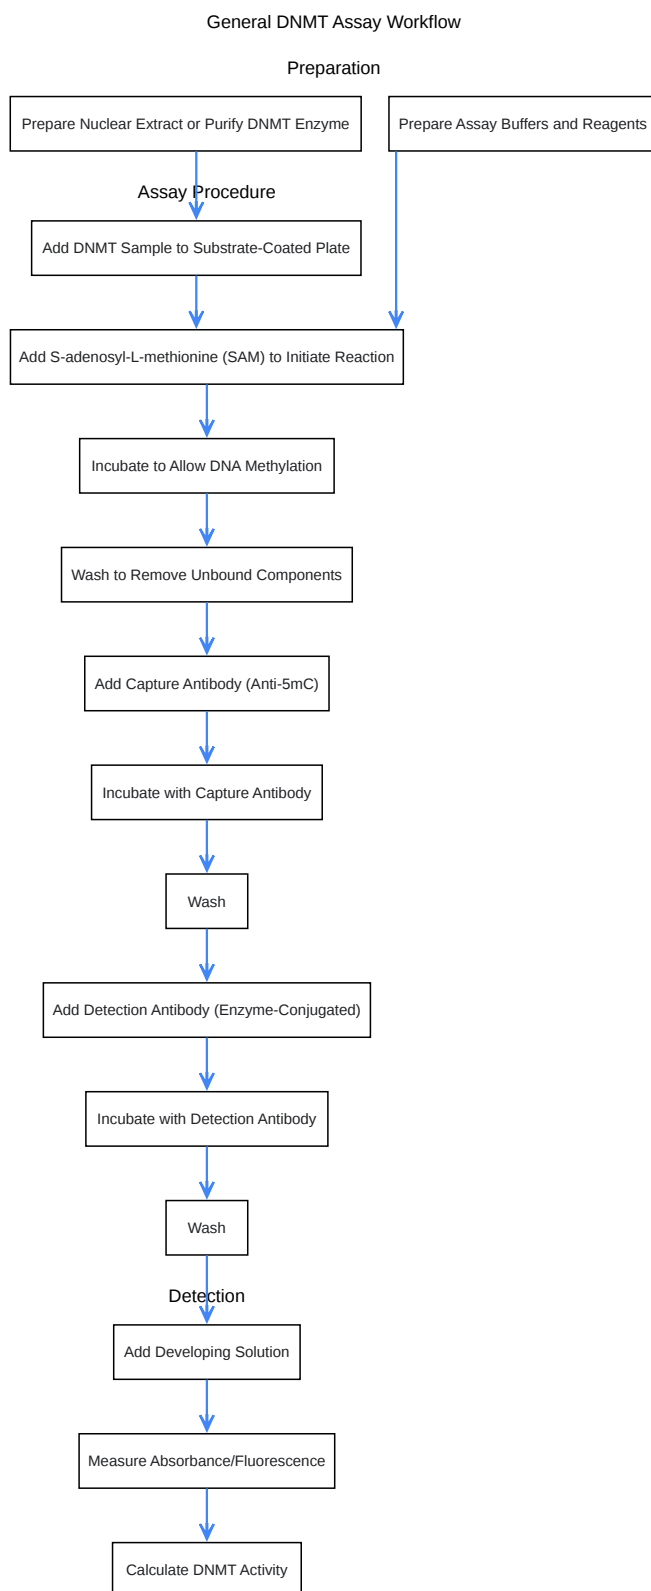 General DNMT Assay Workflow
Preparation
Prepare Nuclear Extract or Purify DNMT Enzyme
Prepare Assay Buffers and Reagents
Assay Procedure
Add DNMT Sample to Substrate-Coated Plate
Add S-adenosyl-L-methionine (SAM) to Initiate Reaction
Incubate to Allow DNA Methylation
Wash to Remove Unbound Components
Add Capture Antibody (Anti-5mC)
Incubate with Capture Antibody
Wash
Add Detection Antibody (Enzyme-Conjugated)
Incubate with Detection Antibody
Wash
Detection
Add Developing Solution
Measure Absorbance/Fluorescence
Calculate DNMT Activity